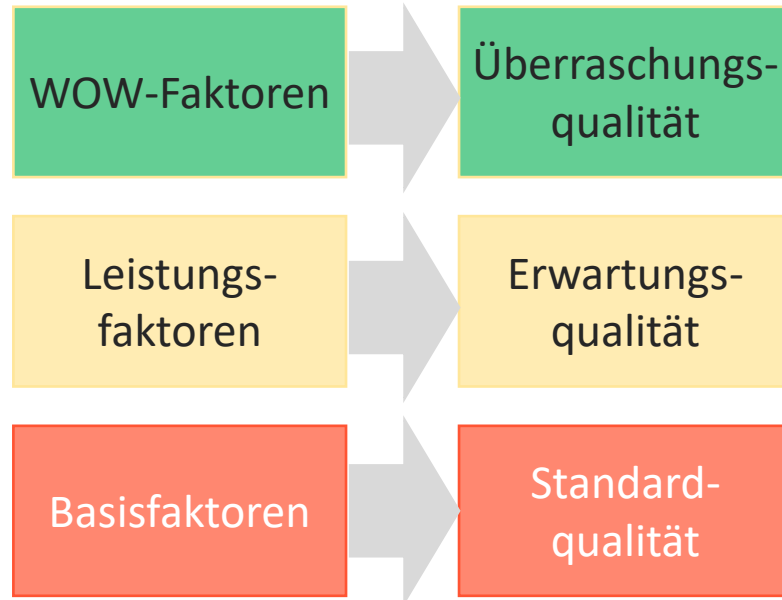 WOW-Faktoren
Überraschungs-
qualität
Leistungs-
faktoren
Erwartungs-
qualität
Basisfaktoren
Standard-
qualität